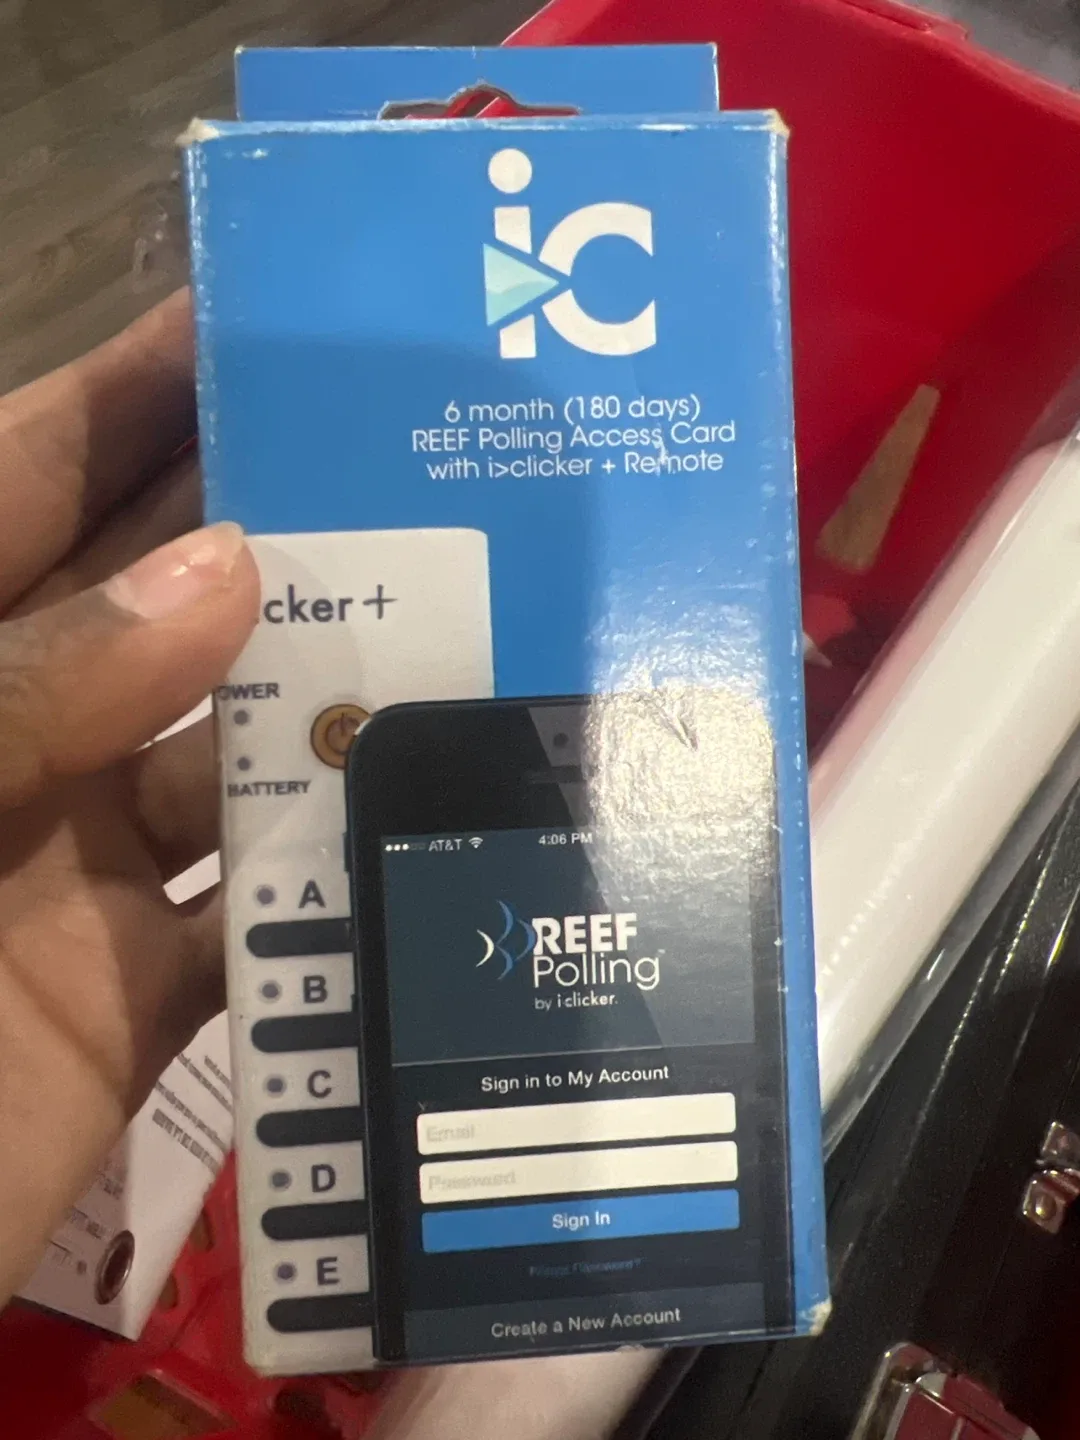 ic
6 month (180 days)
REEF Polling Access Card
with i>clicker + Remote
cker+
OWER
BATTERY
A
B
C
D
E
AT&T 4:06 PM
REEF
Polling
by iclicker.
Sign in to My Account
Email
Password
Sign In
Create a New Account